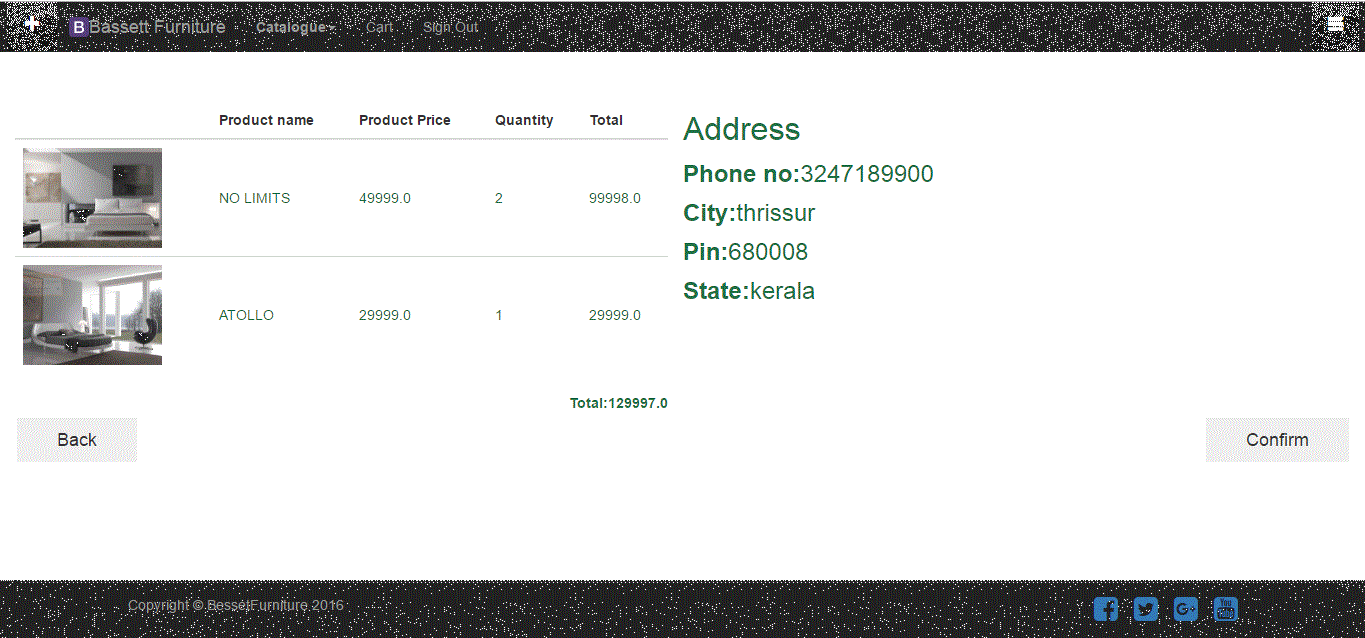 B Bassett Furniture Catalogue Cart Sign Out
Product name Product Price Quantity Total
NO LIMITS 49999.0 2 99998.0
ATOLLO 29999.0 1 29999.0
Total:129997.0
Address
Phone no:3247189900
City:thrissur
Pin:680008
State:kerala
Back
Confirm
Copyright © BessetFurniture 2016
You